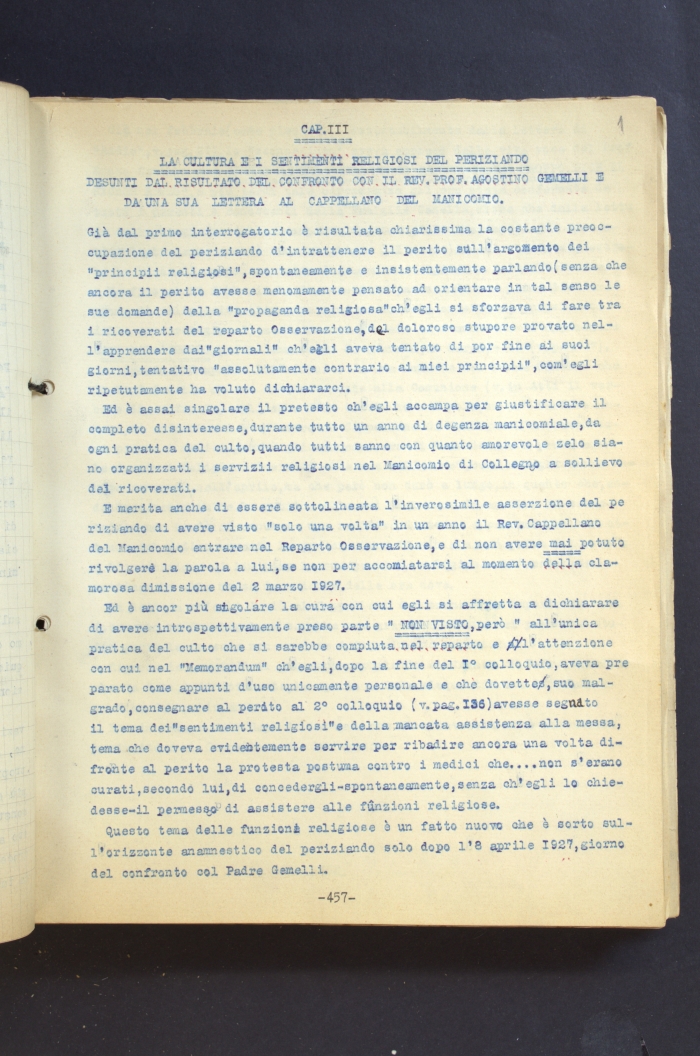 1
CAP.III
LA CULTURA E I SENTIMENTI RELIGIOSI DEL PERIZIANDO
DESUNTI DAL RISULTATO DEL CONFRONTO CON IL REV.PROF.AGOSTINO GEMELLI E
DA UNA SUA LETTERA AL CAPPELLANO DEL MANICOMIO.
Già dal primo interrogatorio è risultata chiarissima la costante preoc-
cupazione del periziando d'intrattenere il perito sull'argomento dei
"principii religiosi",spontaneamente e insistentemente parlando(senza che
ancora il perito avesse menomamente pensato ad orientare in tal senso le
sue domande) della "propaganda religiosa"ch'egli si sforzava di fare tra
i ricoverati del reparto Osservazione,del doloroso stupore provato nel-
l'apprendere dai"giornali" ch'egli aveva tentato di por fine ai suoi
giorni,tentativo "assolutamente contrario ai miei principii",com'egli
ripetutamente ha voluto dichiararci.
Ed è assai singolare il pretesto ch'egli accampa per giustificare il
completo disinteresse,durante tutto un anno di degenza manicomiale,da
ogni pratica del culto,quando tutti sanno con quanto amorevole zelo sia-
no organizzati i servizii religiosi nel Manicomio di Collegno a sollievo
dei ricoverati.
E merita anche di essere sottolineata l'inverosimile asserzione del pe
riziando di avere visto "solo una volta" in un anno il Rev.Cappellano
del Manicomio entrare nel Reparto Osservazione,e di non avere mai potuto
rivolgere la parola a lui,se non per accomiatarsi al momento della cla-
morosa dimissione del 2 marzo 1927.
Ed è ancor più singolare la cura con cui egli si affretta a dichiarare
di avere introspettivamente preso parte " NON VISTO,però " all'unica
pratica del culto che si sarebbe compiuta nel reparto e l'attenzione
con cui nel "Memorandum" ch'egli,dopo la fine del I° colloquio,aveva pre
parato come appunti d'uso unicamente personale e che dovette,suo mal-
grado,consegnare al perito al 2° colloquio (v.pag.I36)avesse segnato
il tema dei"sentimenti religiosi"e della mancata assistenza alla messa,
tema che doveva evidentemente servire per ribadire ancora una volta di-
fronte al perito la protesta postuma contro i medici che....non s'erano
curati,secondo lui,di concedergli-spontaneamente,senza ch'egli lo chie-
desse-il permesso di assistere alle funzioni religiose.
Questo tema delle funzioni religiose è un fatto nuovo che è sorto sul-
l'orizzonte anamnestico del periziando solo dopo l'8 aprile I927,giorno
del confronto col Padre Gemelli.
-457-